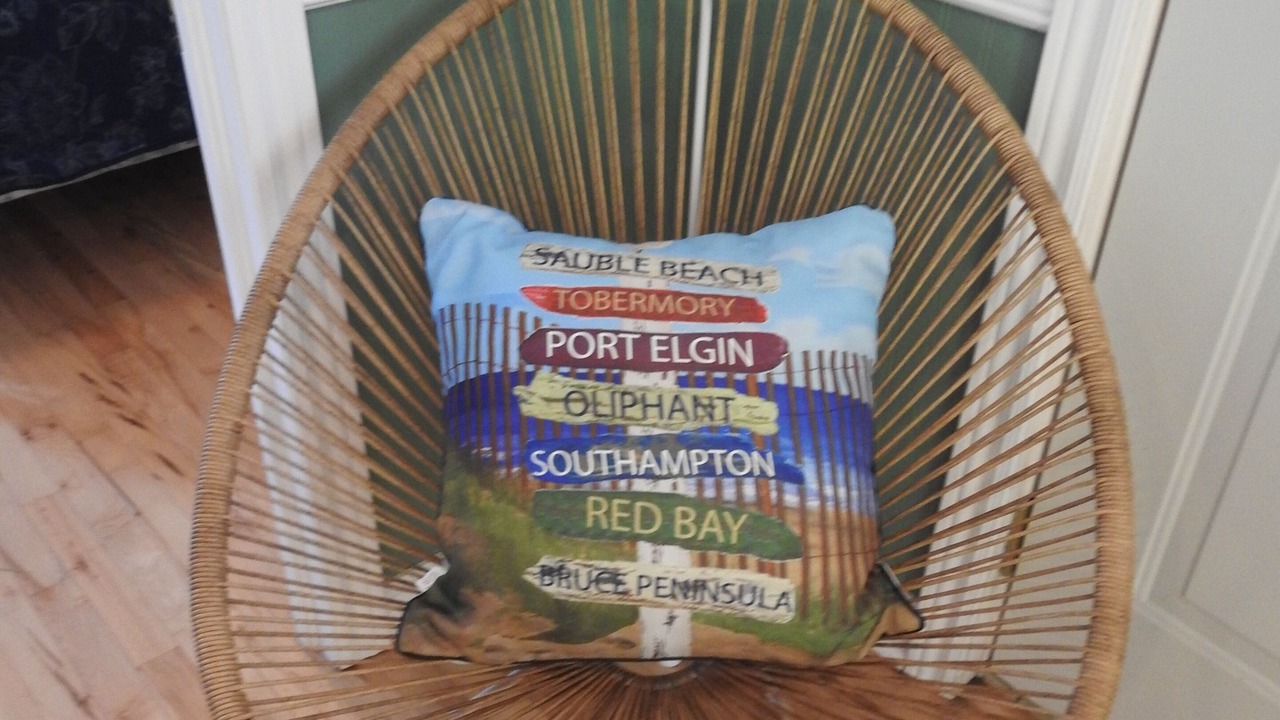 SAUBLE BEACH
TOBERMORY
PORT ELGIN
OLIPHANT
SOUTHAMPTON
RED BAY
BRUCE PENINSULA